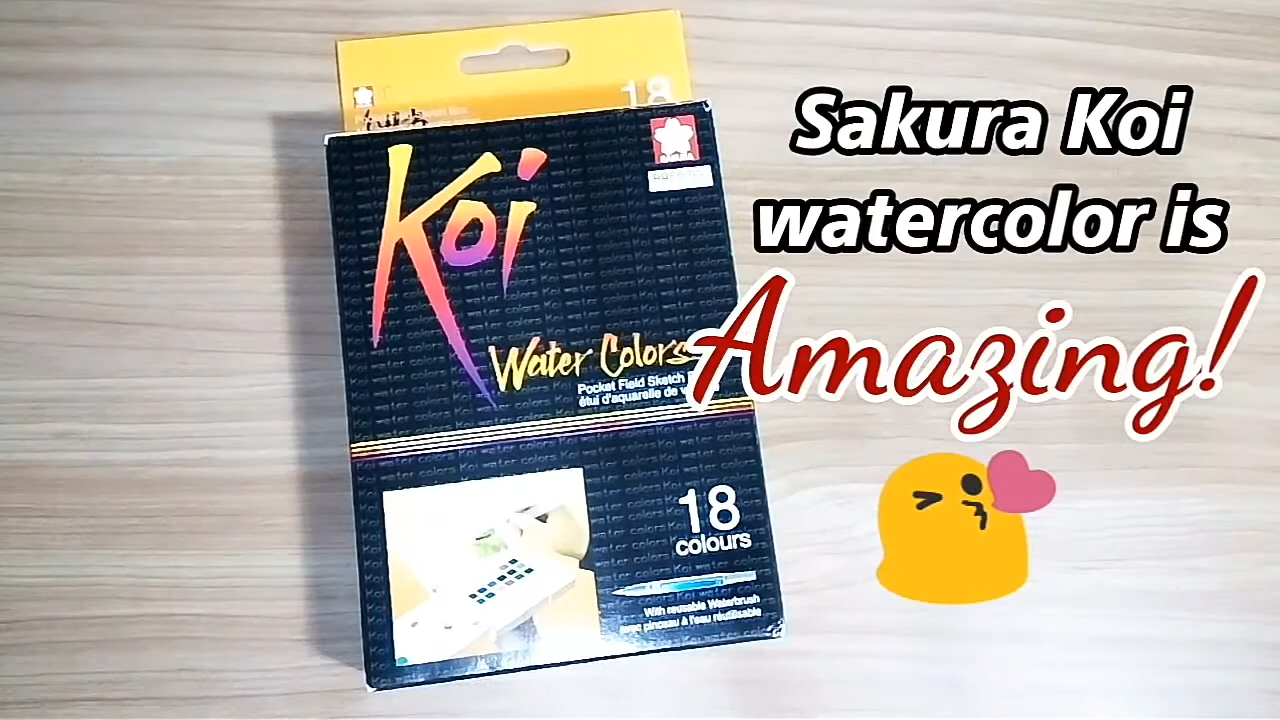 18
Koi
Water Colors
Pocket Field Sketch
étui d'aquarelle de
18
colours
With reusable Waterbrush
avec pinceau à l'eau réutilisable
Sakura Koi
watercolor is
Amazing!